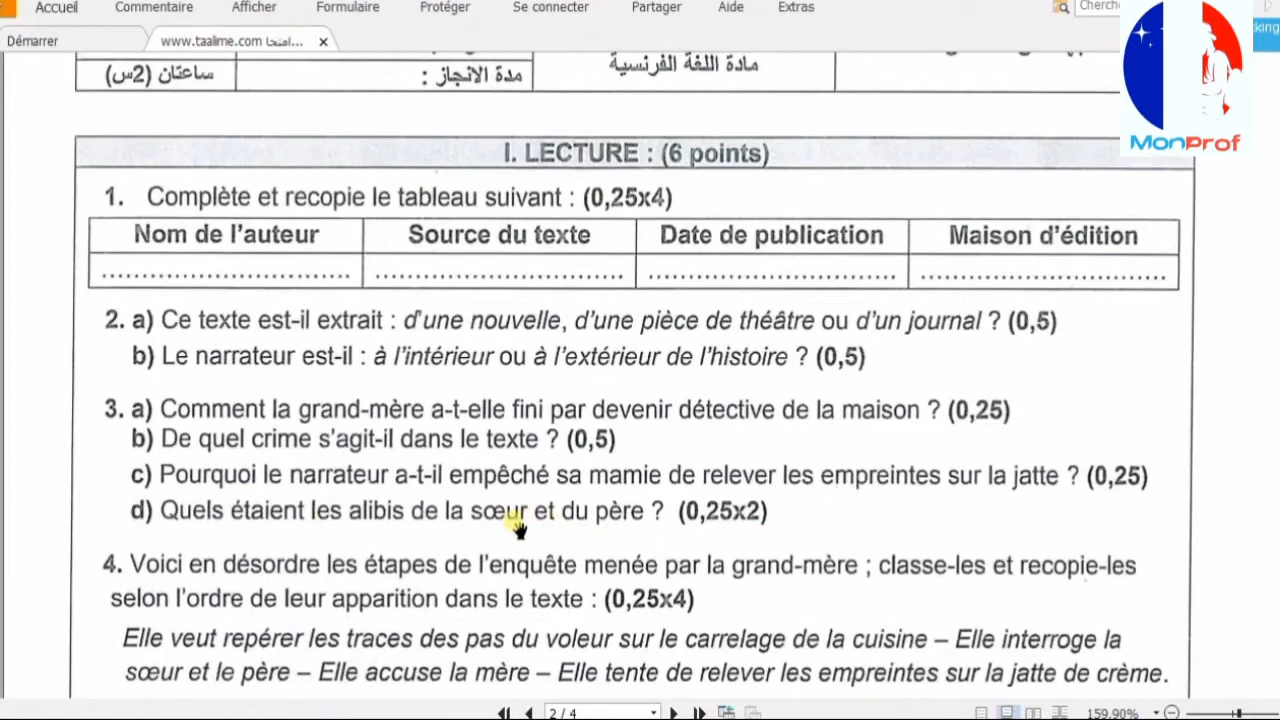 Accueil Commentaire Afficher Formulaire Protéger Se connecter Partager Aide Extras
Démarrer www.taalime.com امتحا...
ساعتان (2س) مدة الانجاز : مادة اللغة الفرنسية
MonProf
I. LECTURE : (6 points)
1. Complète et recopie le tableau suivant : (0,25x4)
Nom de l'auteur Source du texte Date de publication Maison d'édition
............................... ............................... ............................... ...............................
2. a) Ce texte est-il extrait : d'une nouvelle, d'une pièce de théâtre ou d'un journal ? (0,5)
b) Le narrateur est-il : à l'intérieur ou à l'extérieur de l'histoire ? (0,5)
3. a) Comment la grand-mère a-t-elle fini par devenir détective de la maison ? (0,25)
b) De quel crime s'agit-il dans le texte ? (0,5)
c) Pourquoi le narrateur a-t-il empêché sa mamie de relever les empreintes sur la jatte ? (0,25)
d) Quels étaient les alibis de la sœur et du père ? (0,25x2)
4. Voici en désordre les étapes de l'enquête menée par la grand-mère ; classe-les et recopie-les
selon l'ordre de leur apparition dans le texte : (0,25x4)
Elle veut repérer les traces des pas du voleur sur le carrelage de la cuisine – Elle interroge la
sœur et le père – Elle accuse la mère – Elle tente de relever les empreintes sur la jatte de crème.
2 / 4 159,90%